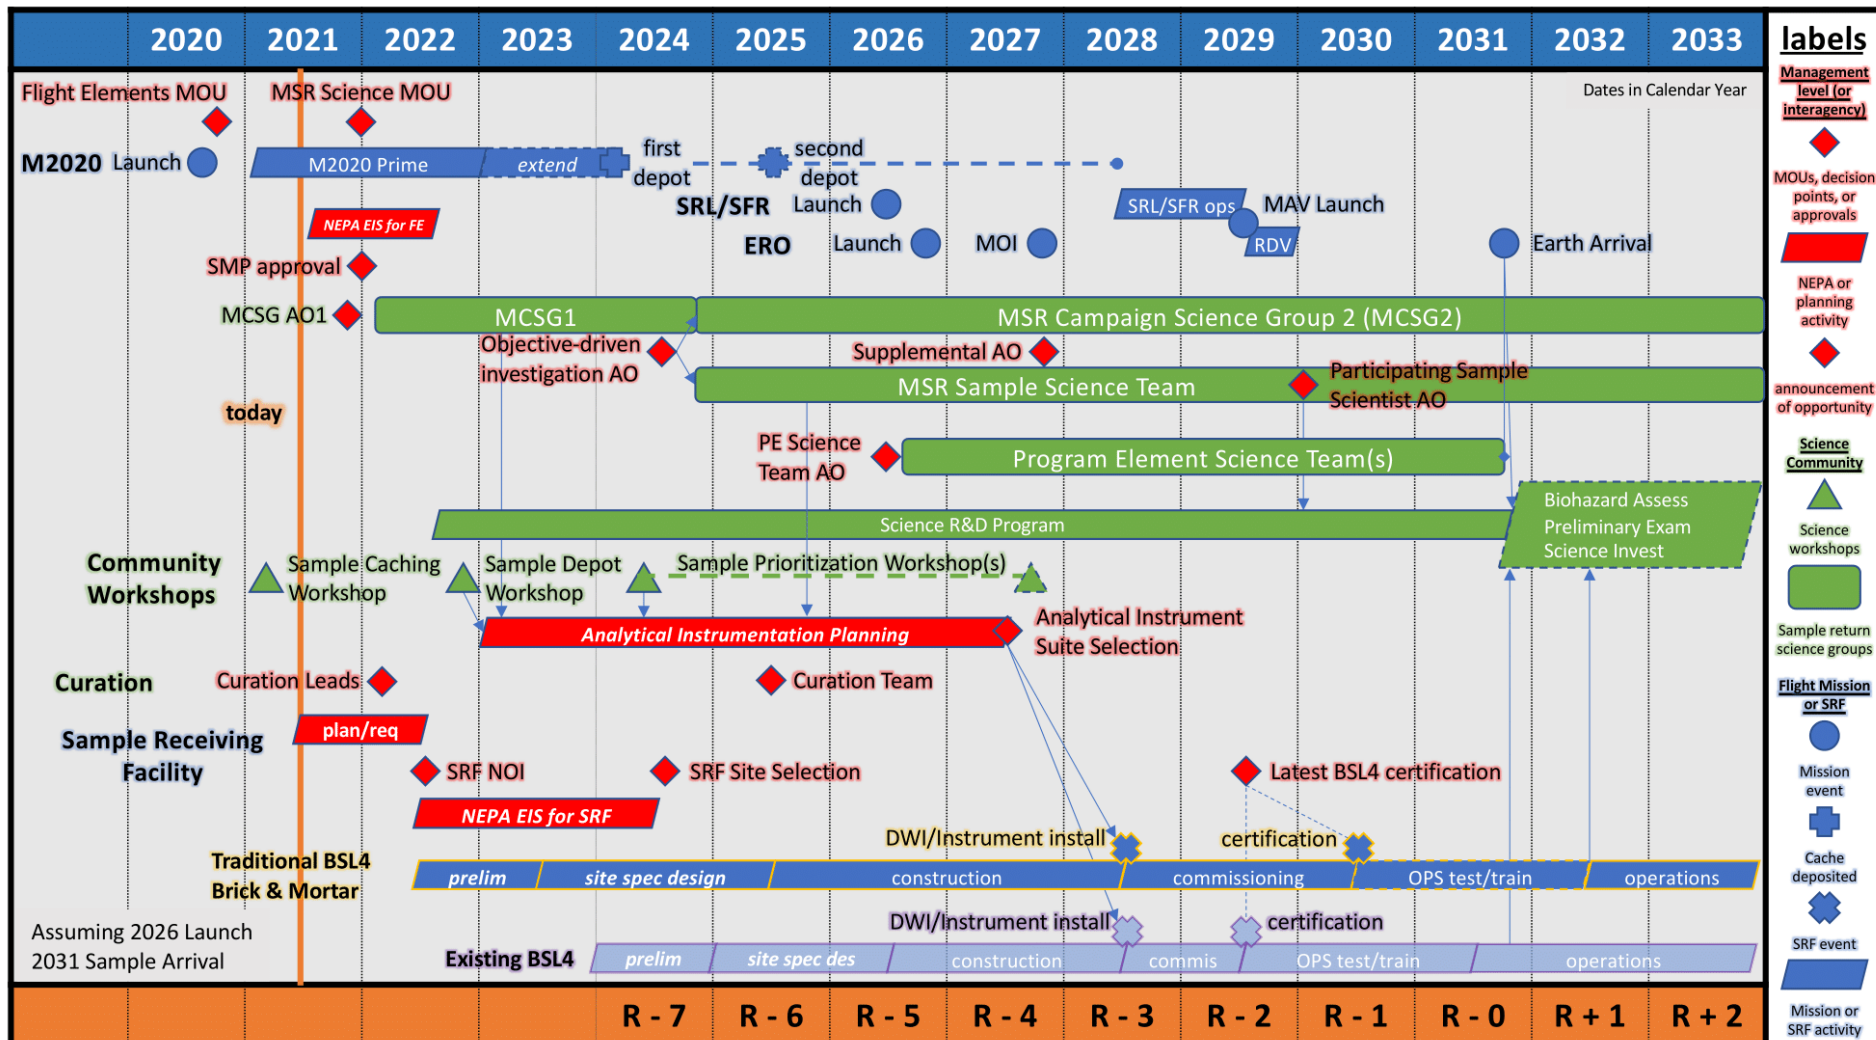 2020 2021 2022 2023 2024 2025 2026 2027 2028 2029 2030 2031 2032 2033
Dates in Calendar Year
Flight Elements MOU
MSR Science MOU
M2020 Launch
M2020 Prime
extend
first
depot
second
depot
SRL/SFR Launch
SRL/SFR ops
MAV Launch
NEPA EIS for FE
ERO Launch
MOI
RDV
Earth Arrival
SMP approval
MCSG AO1
MCSG1
MSR Campaign Science Group 2 (MCSG2)
Objective-driven
investigation AO
Supplemental AO
MSR Sample Science Team
Participating Sample
Scientist AO
today
PE Science
Team AO
Program Element Science Team(s)
Science R&D Program
Biohazard Assess
Preliminary Exam
Science Invest
Community
Workshops
Sample Caching
Workshop
Sample Depot
Workshop
Sample Prioritization Workshop(s)
Analytical Instrumentation Planning
Analytical Instrument
Suite Selection
Curation
Curation Leads
Curation Team
Sample Receiving
Facility
plan/req
SRF NOI
SRF Site Selection
Latest BSL4 certification
NEPA EIS for SRF
DWI/Instrument install
certification
Traditional BSL4
Brick & Mortar
prelim
site spec design
construction
commissioning
OPS test/train
operations
DWI/Instrument install
certification
Existing BSL4
prelim
site spec des
construction
commis
OPS test/train
operations
Assuming 2026 Launch
2031 Sample Arrival
R - 7 R - 6 R - 5 R - 4 R - 3 R - 2 R - 1 R - 0 R + 1 R + 2
labels
Management
level (or
interagency)
MOUs, decision
points, or
approvals
NEPA or
planning
activity
announcement
of opportunity
Science
Community
Science
workshops
Sample return
science groups
Flight Mission
or SRF
Mission
event
Cache
deposited
SRF event
Mission or
SRF activity